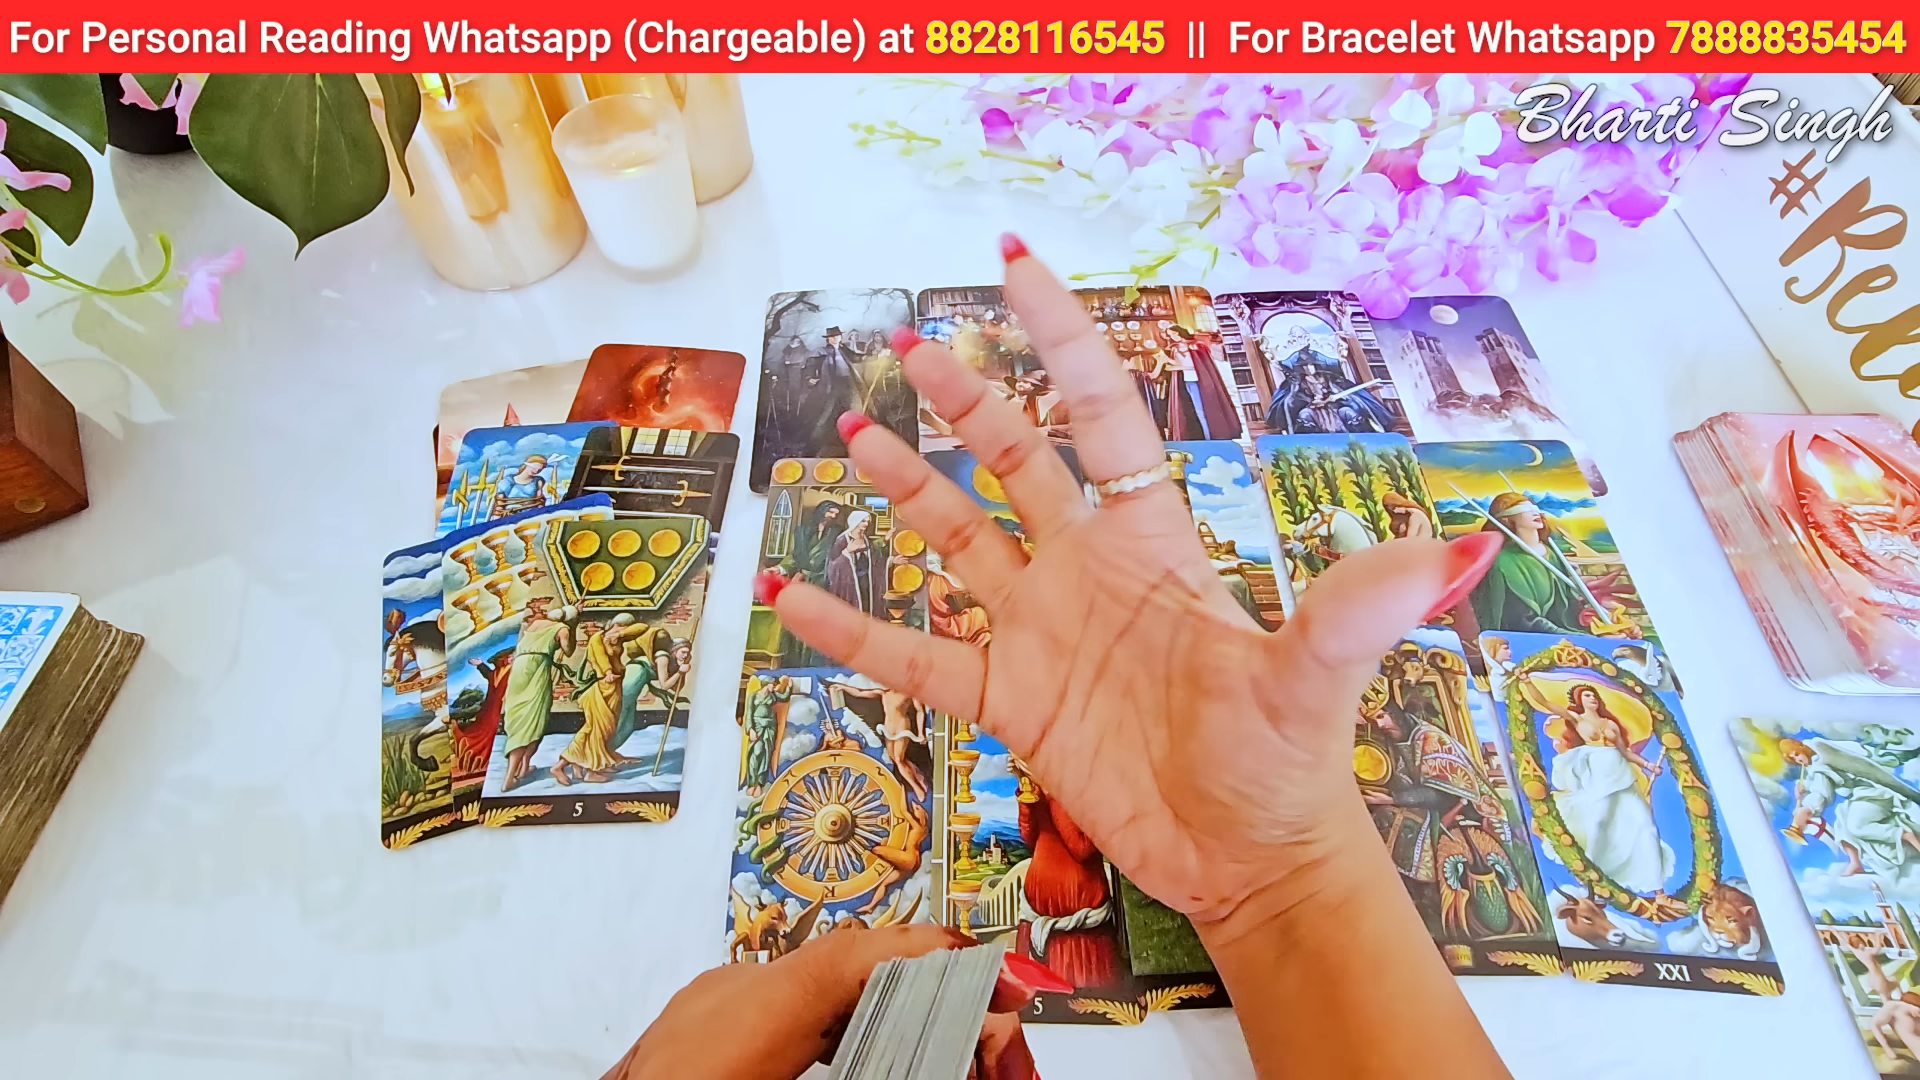 For Personal Reading Whatsapp (Chargeable) at 8828116545 || For Bracelet Whatsapp 7888835454
Bharti Singh
5
5
XXI